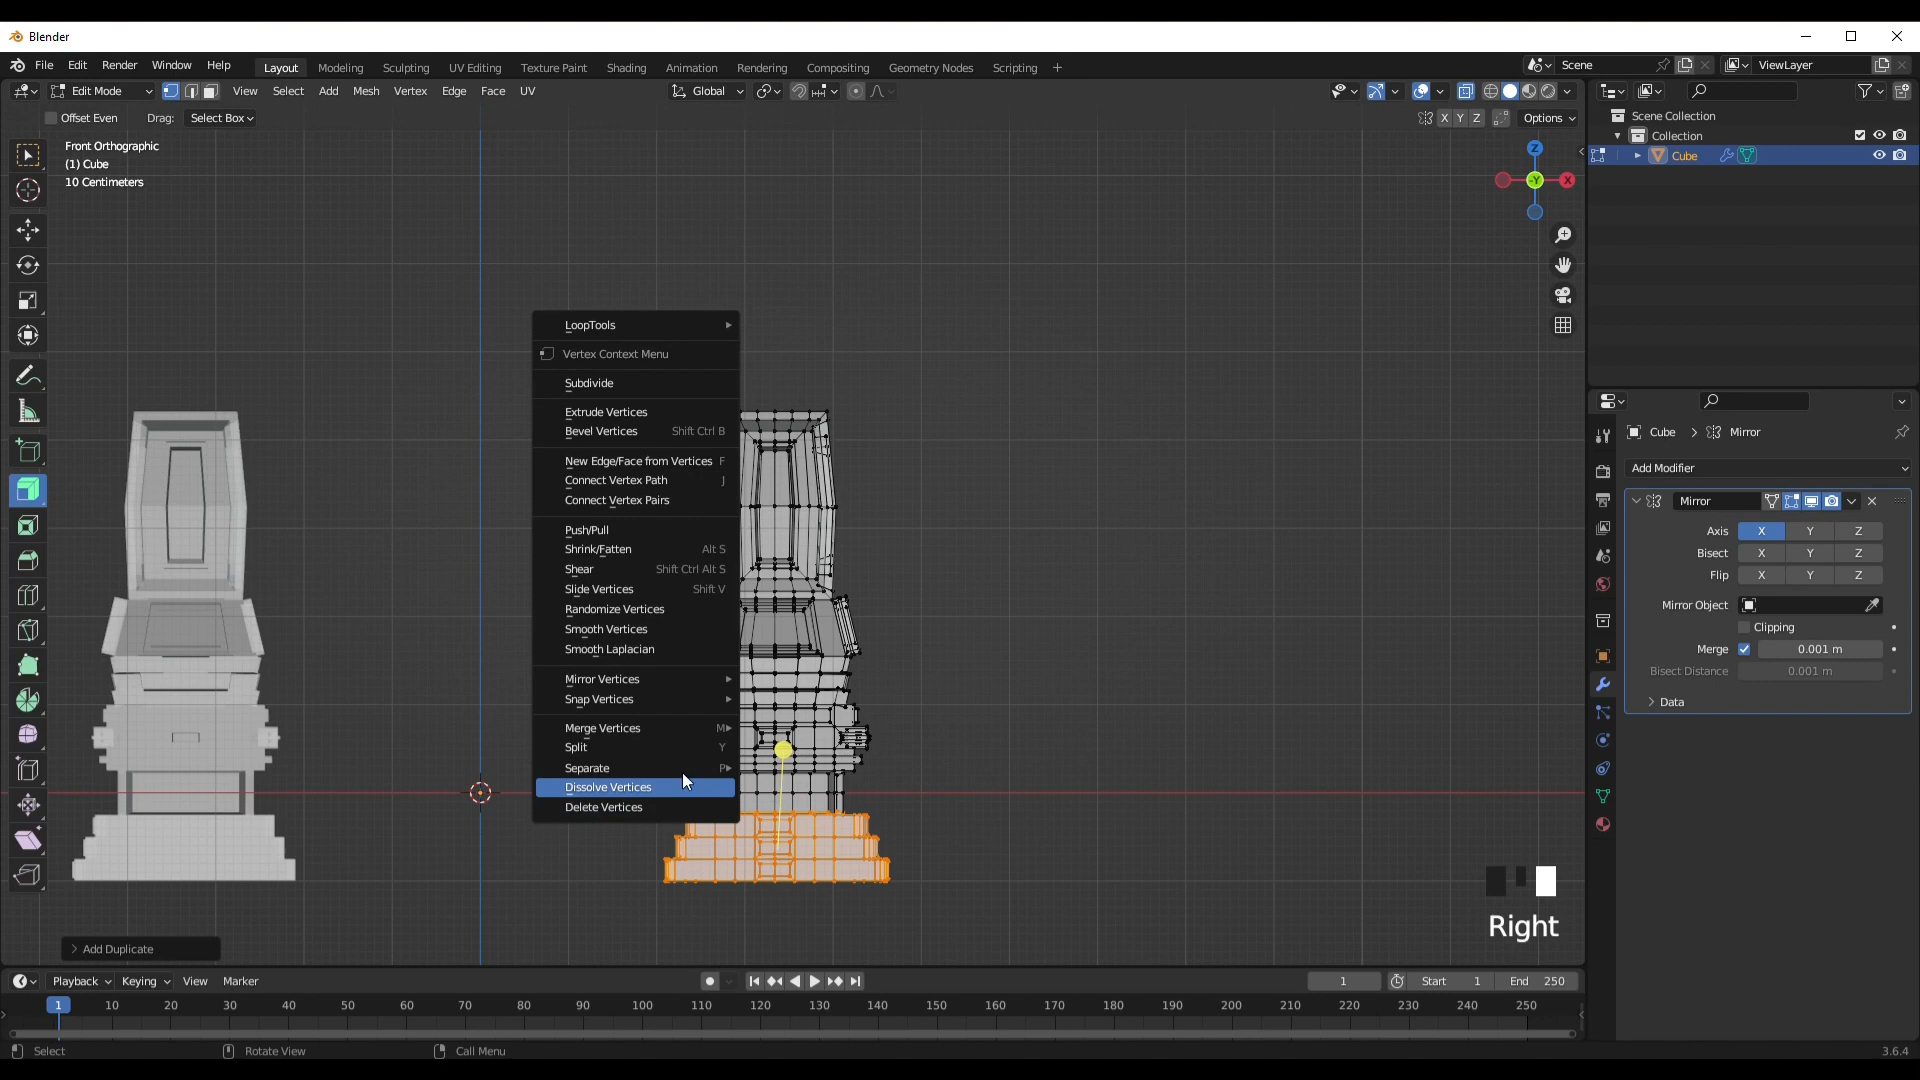 Blender
File Edit Render Window Help Layout Modeling Sculpting UV Editing Texture Paint Shading Animation Rendering Compositing Geometry Nodes Scripting + Scene ViewLayer
Edit Mode View Select Add Mesh Vertex Edge Face UV Global
Offset Even Drag: Select Box X Y Z Options
Scene Collection
Collection
Cube
Front Orthographic
(1) Cube
10 Centimeters
Z
-Y X
LoopTools
Vertex Context Menu
Subdivide
Extrude Vertices
Bevel Vertices Shift Ctrl B
New Edge/Face from Vertices F
Connect Vertex Path J
Connect Vertex Pairs
Push/Pull
Shrink/Fatten Alt S
Shear Shift Ctrl Alt S
Slide Vertices Shift V
Randomize Vertices
Smooth Vertices
Smooth Laplacian
Mirror Vertices
Snap Vertices
Merge Vertices M
Split Y
Separate P
Dissolve Vertices
Delete Vertices
Cube Mirror
Add Modifier
Mirror
Axis X Y Z
Bisect X Y Z
Flip X Y Z
Mirror Object
Clipping
Merge 0.001 m
Bisect Distance 0.001 m
Data
Right
Add Duplicate
Playback Keying View Marker 1 Start 1 End 250
1 10 20 30 40 50 60 70 80 90 100 110 120 130 140 150 160 170 180 190 200 210 220 230 240 250
Select Rotate View Call Menu 3.6.4